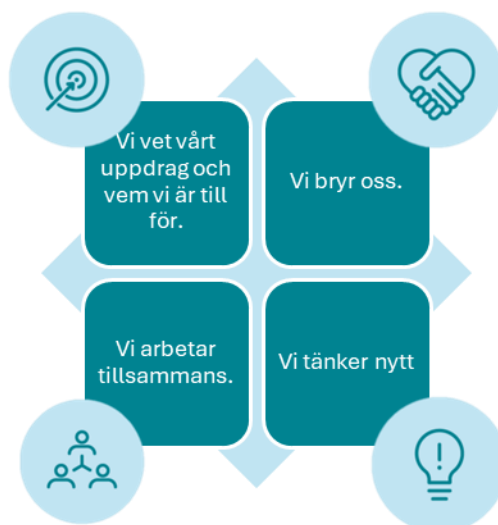 Vi vet vårt
uppdrag och
vem vi är till
för.
Vi bryr oss.
Vi arbetar
tillsammans.
Vi tänker nytt